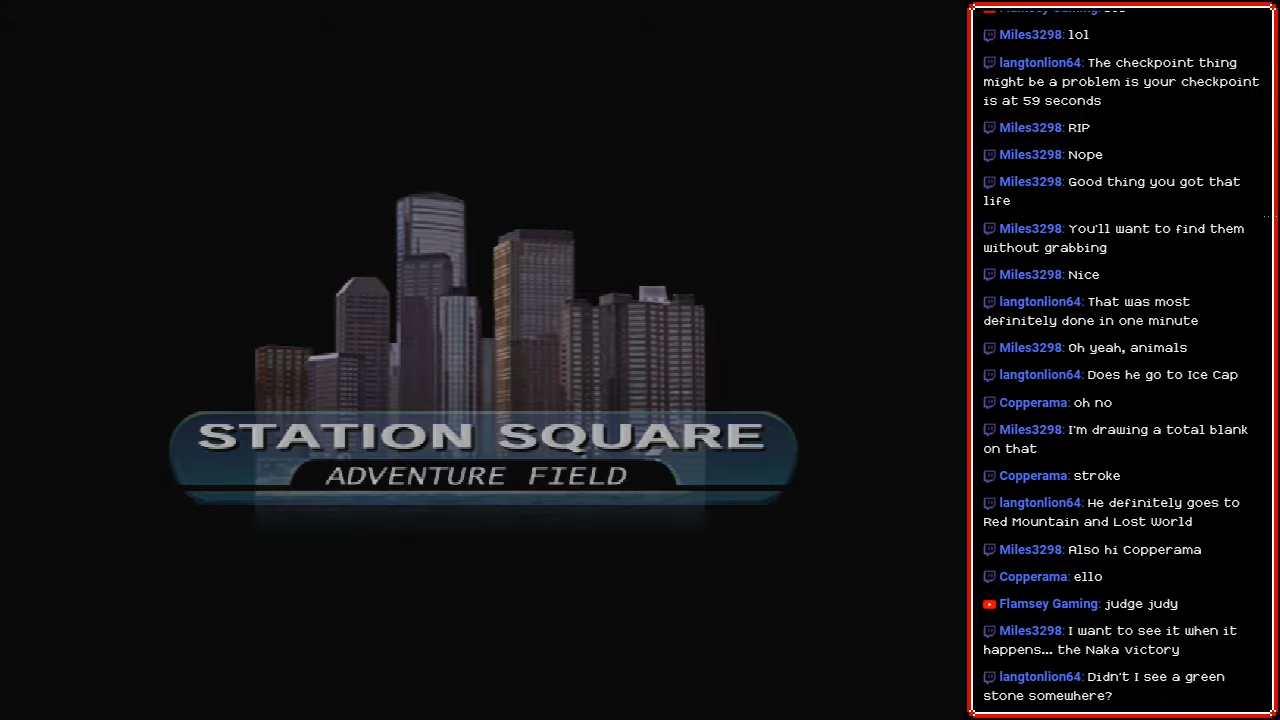 STATION SQUARE
ADVENTURE FIELD
Miles3298: lol
langtonlion64: The checkpoint thing
might be a problem is your checkpoint
is at 59 seconds
Miles3298: RIP
Miles3298: Nope
Miles3298: Good thing you got that
life
Miles3298: You'll want to find them
without grabbing
Miles3298: Nice
langtonlion64: That was most
definitely done in one minute
Miles3298: Oh yeah, animals
langtonlion64: Does he go to Ice Cap
Copperama: oh no
Miles3298: I'm drawing a total blank
on that
Copperama: stroke
langtonlion64: He definitely goes to
Red Mountain and Lost World
Miles3298: Also hi Copperama
Copperama: ello
Flamsey Gaming: judge judy
Miles3298: I want to see it when it
happens... the Naka victory
langtonlion64: Didn't I see a green
stone somewhere?